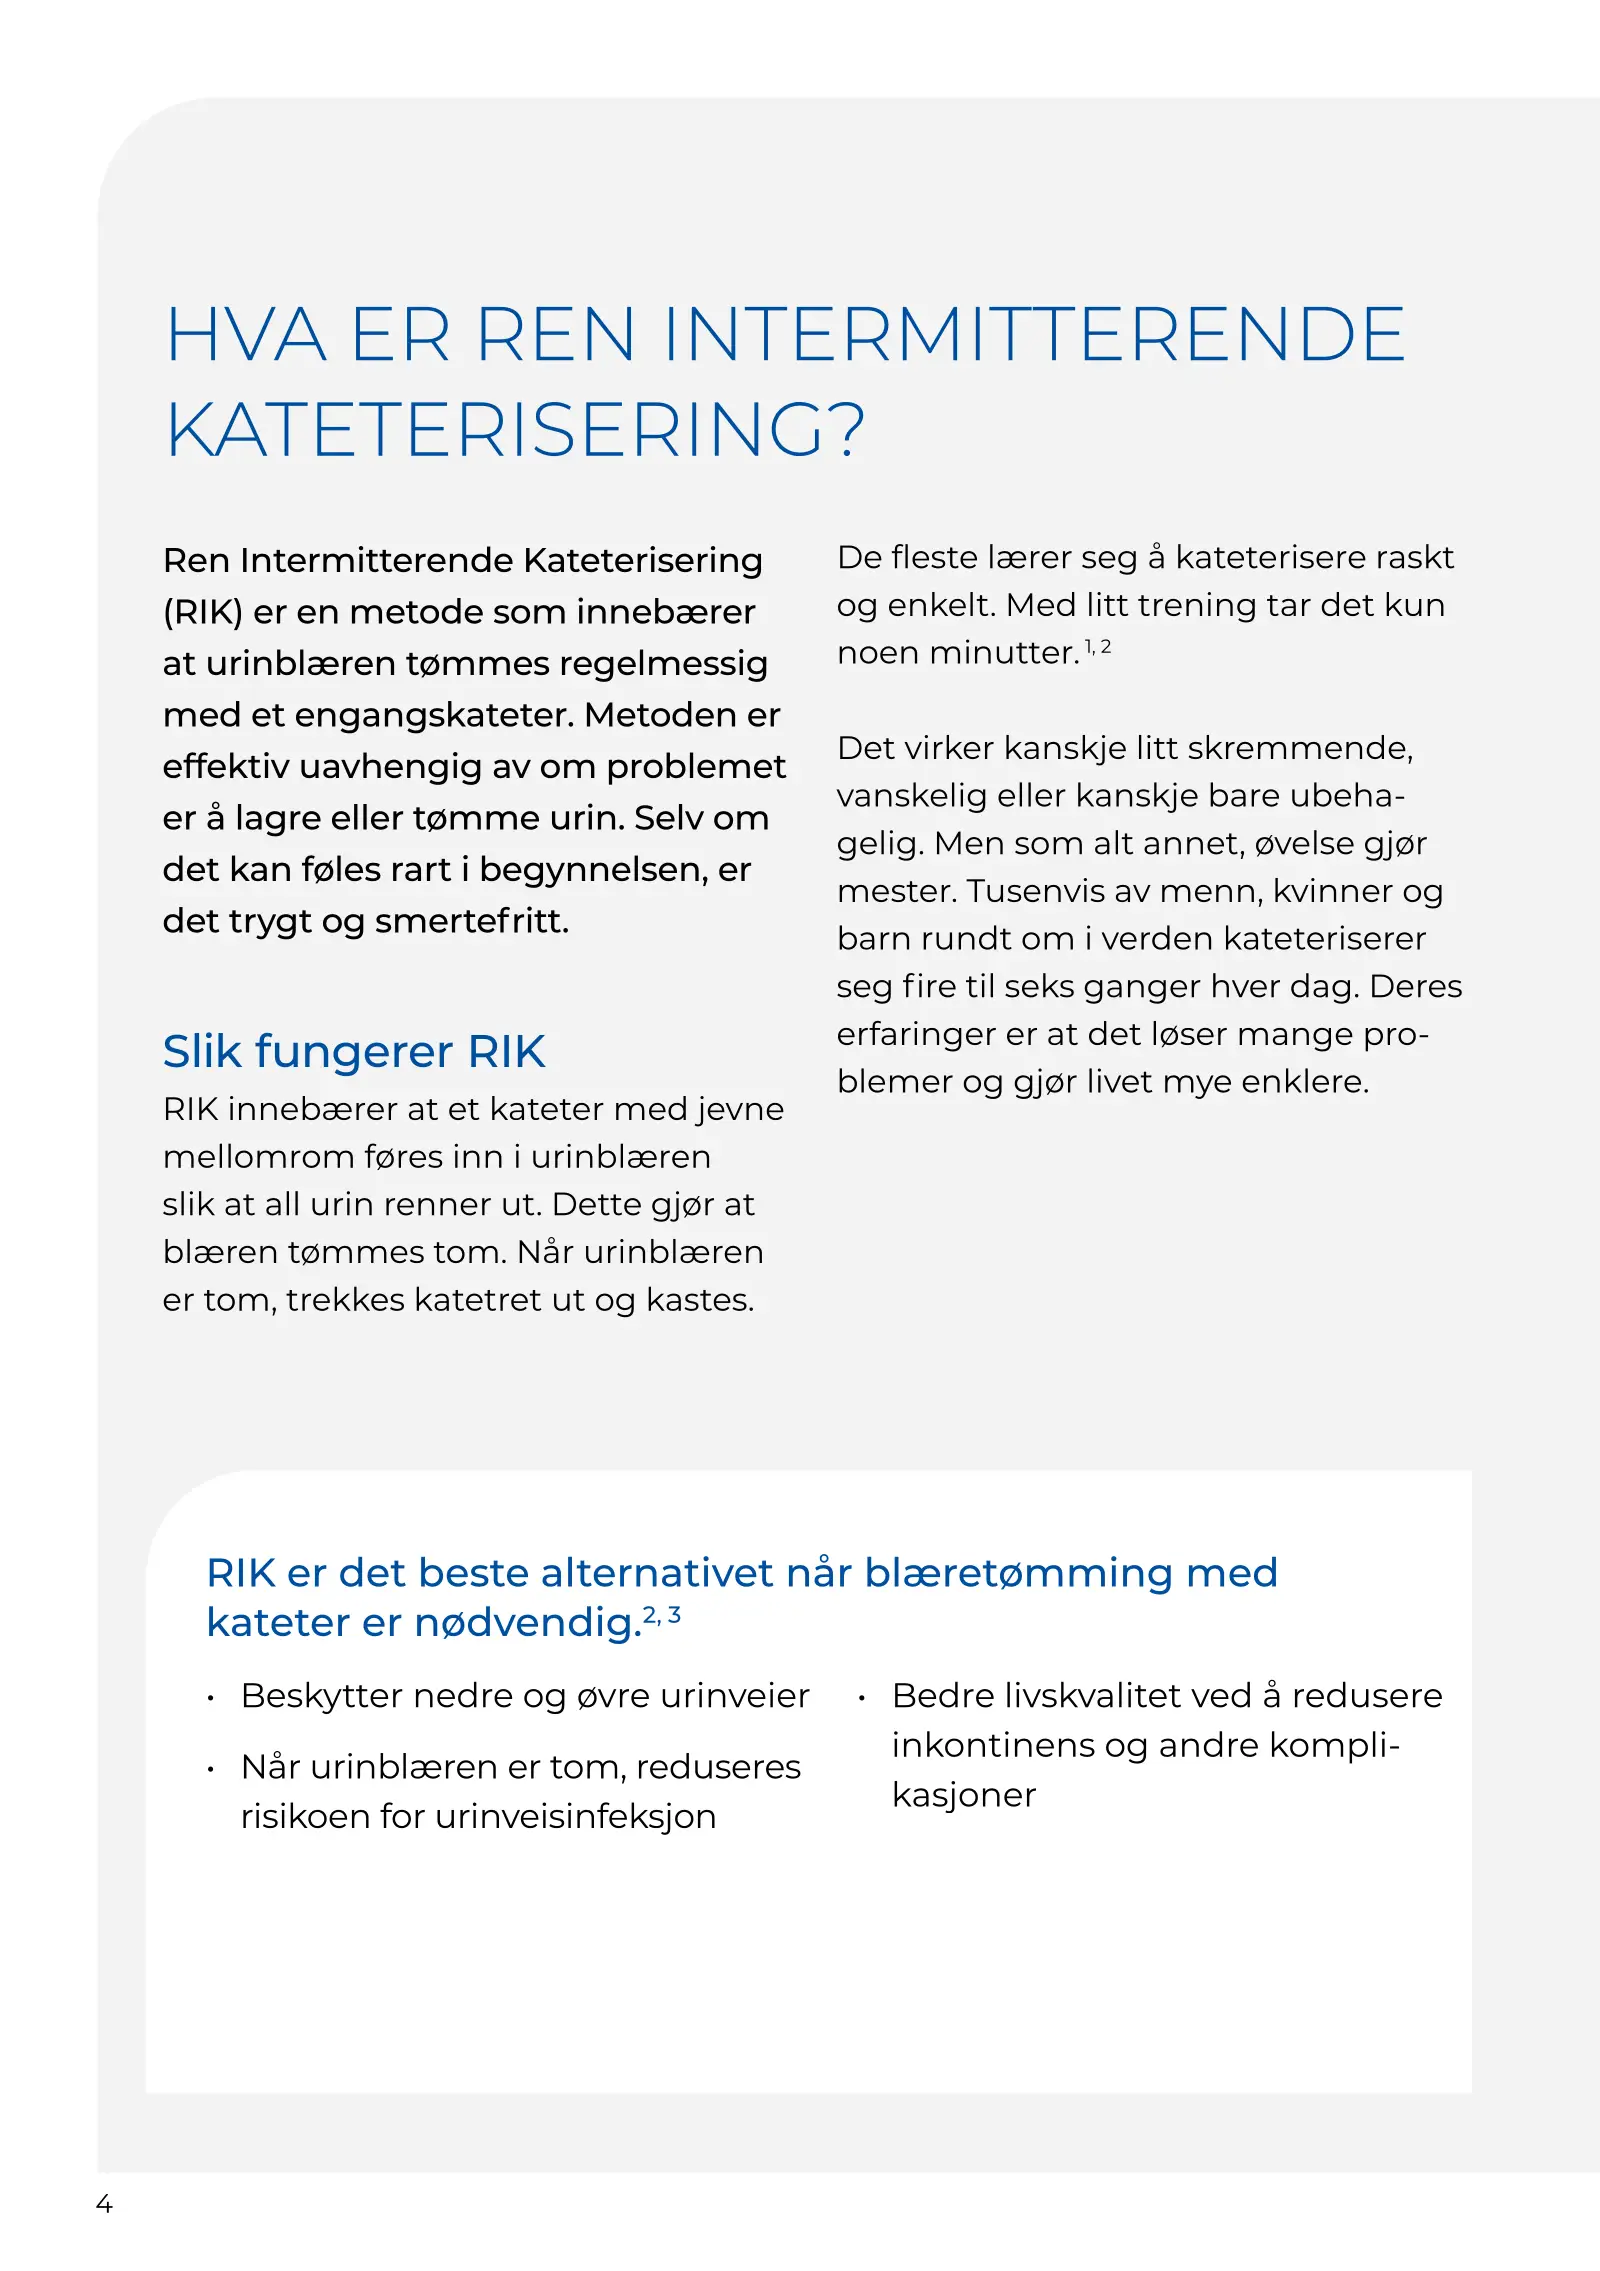 HVA ER REN INTERMITTERENDE
KATETERISERING?
Ren Intermitterende Kateterisering
(RIK) er en metode som innebærer
at urinblæren tømmes regelmessig
med et engangskateter. Metoden er
effektiv uavhengig av om problemet
er å lagre eller tømme urin. Selv om
det kan føles rart i begynnelsen, er
det trygt og smertefritt.
Slik fungerer RIK
RIK innebærer at et kateter med jevne
mellomrom føres inn i urinblæren
slik at all urin renner ut. Dette gjør at
blæren tømmes tom. Når urinblæren
er tom, trekkes katetret ut og kastes.
De fleste lærer seg å kateterisere raskt
og enkelt. Med litt trening tar det kun
noen minutter.1, 2
Det virker kanskje litt skremmende,
vanskelig eller kanskje bare ubeha-
gelig. Men som alt annet, øvelse gjør
mester. Tusenvis av menn, kvinner og
barn rundt om i verden kateteriserer
seg fire til seks ganger hver dag. Deres
erfaringer er at det løser mange pro-
blemer og gjør livet mye enklere.
RIK er det beste alternativet når blæretømming med
kateter er nødvendig.2, 3
• Beskytter nedre og øvre urinveier
• Når urinblæren er tom, reduseres
risikoen for urinveisinfeksjon
• Bedre livskvalitet ved å redusere
inkontinens og andre kompli-
kasjoner
4